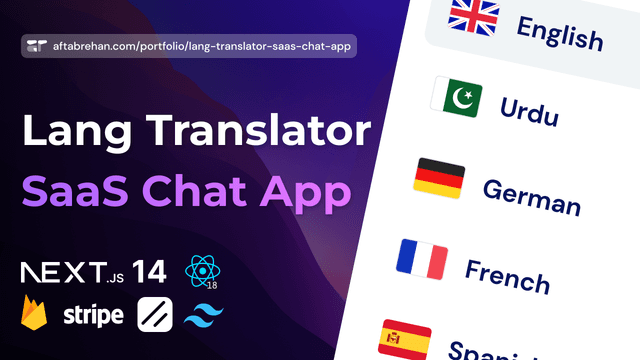 aftabrehan.com/portfolio/lang-translator-saas-chat-app
Lang Translator
SaaS Chat App
NEXT.JS 14
18
stripe
English
Urdu
German
French
Spanish